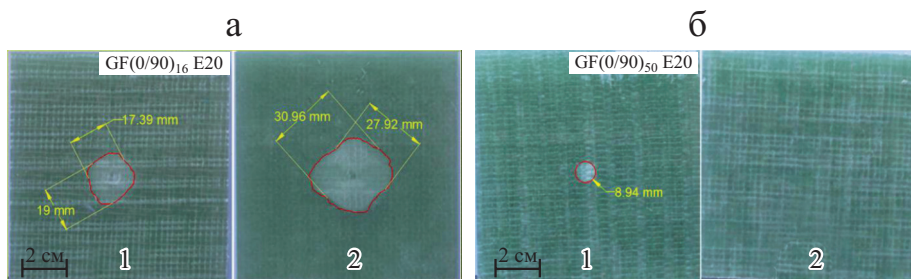 а
б
GF(0/90)16 E20
17.39 mm
19 mm
2 см
1
30.96 mm
27.92 mm
2
GF(0/90)50 E20
8.94 mm
2 см
1
2